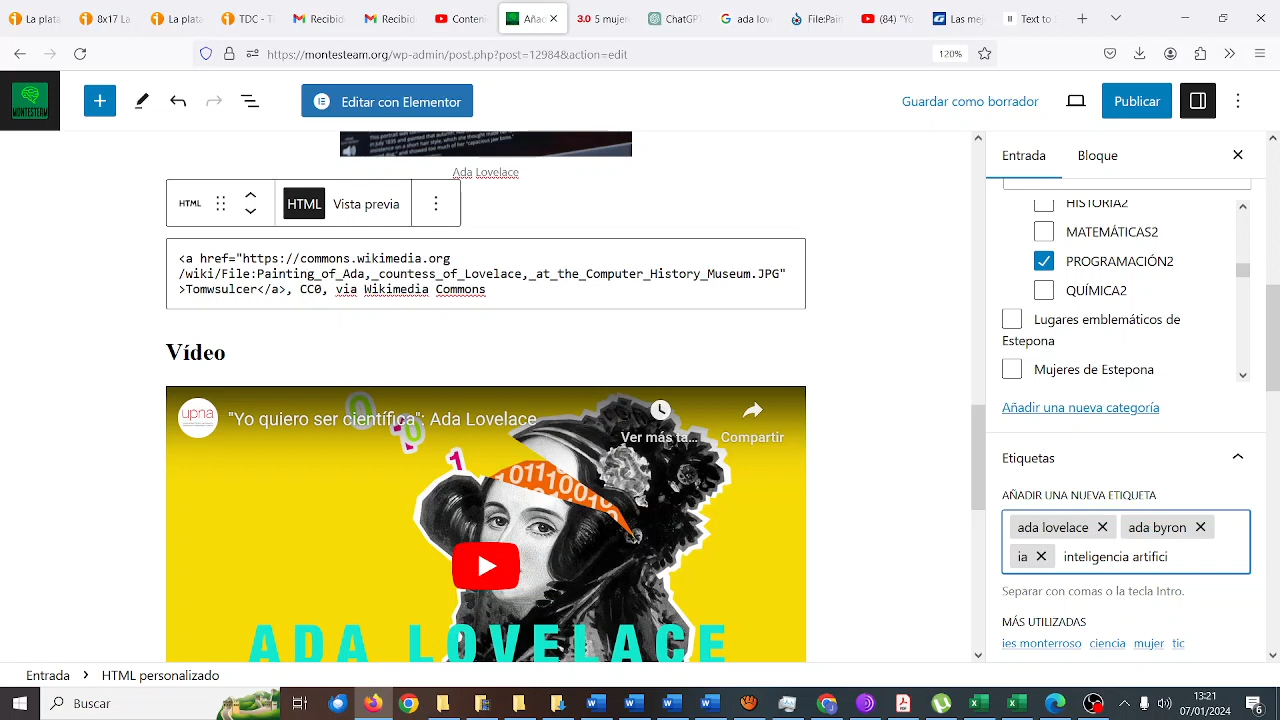 La plata
0x17 La
TDC - Ti
Recibid
Recibid
Conten
Añac
3.0 5 mujer
ChatGP
ada lov
File:Pain
(84) "Yo
Las mej
Text to S
https://montesteam.org/wp-admin/post.php?post=12984&action=edit
120%
MONTESTEAM
Editar con Elementor
Guardar como borrador
Publicar
Ada Lovelace
HTML
HTML
Vista previa
<a href="https://commons.wikimedia.org
/wiki/File:Painting_of_Ada,_countess_of_Lovelace,_at_the_Computer_History_Museum.JPG"
>Tomwsulcer</a>, CC0, via Wikimedia Commons
Vídeo
upna
"Yo quiero ser científica": Ada Lovelace
Ver más ta...
Compartir
ADA LOVELACE
Entrada
Bloque
HISTORIA2
MATEMÁTICAS2
PROGRAMACIÓN2
QUÍMICA2
Lugares emblemáticos de
Estepona
Mujeres de Estepona
Añadir una nueva categoría
Etiquetas
AÑADIR UNA NUEVA ETIQUETA
ada lovelace
ada byron
ia
inteligencia artifici
Separar con comas o la tecla Intro.
MÁS UTILIZADAS
ies monterroso ciencia mujer tic
Entrada
HTML personalizado
Buscar
13:21
07/01/2024